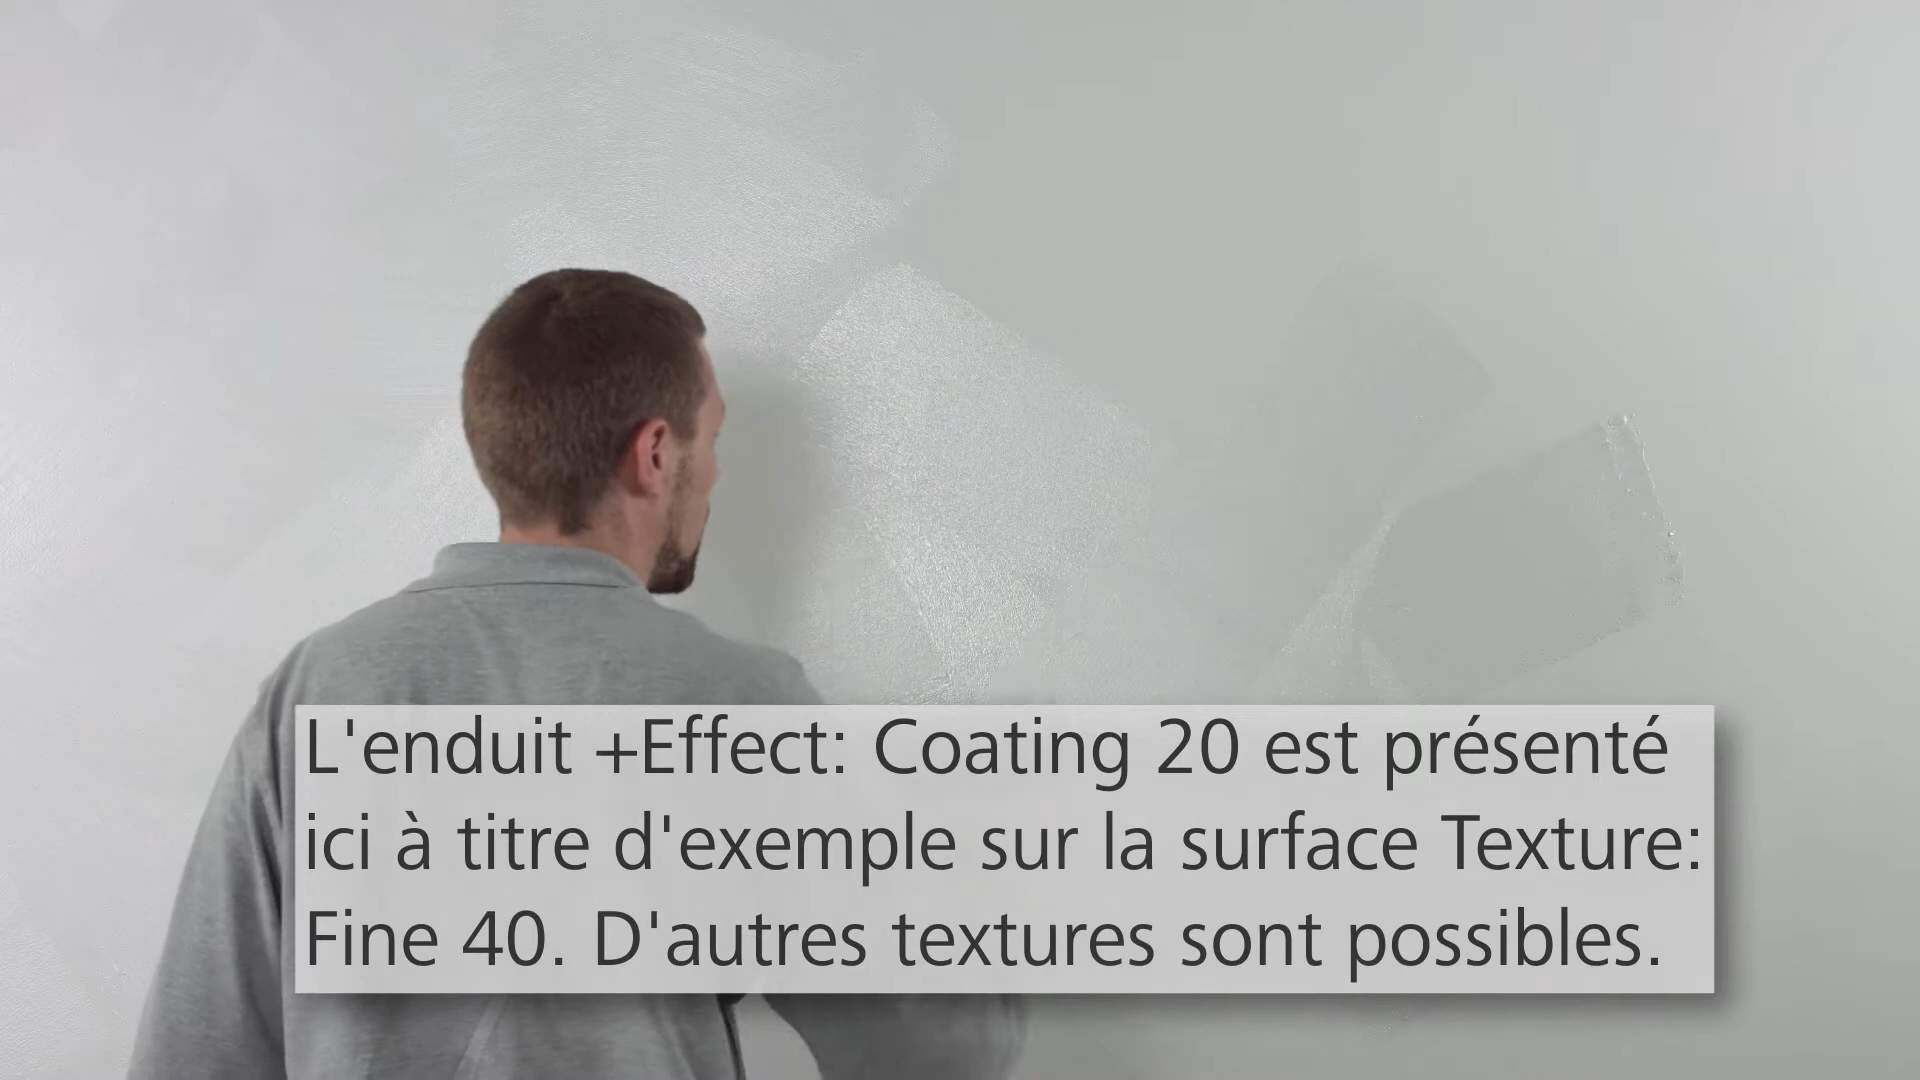 L'enduit +Effect: Coating 20 est présenté
ici à titre d'exemple sur la surface Texture:
Fine 40. D'autres textures sont possibles.